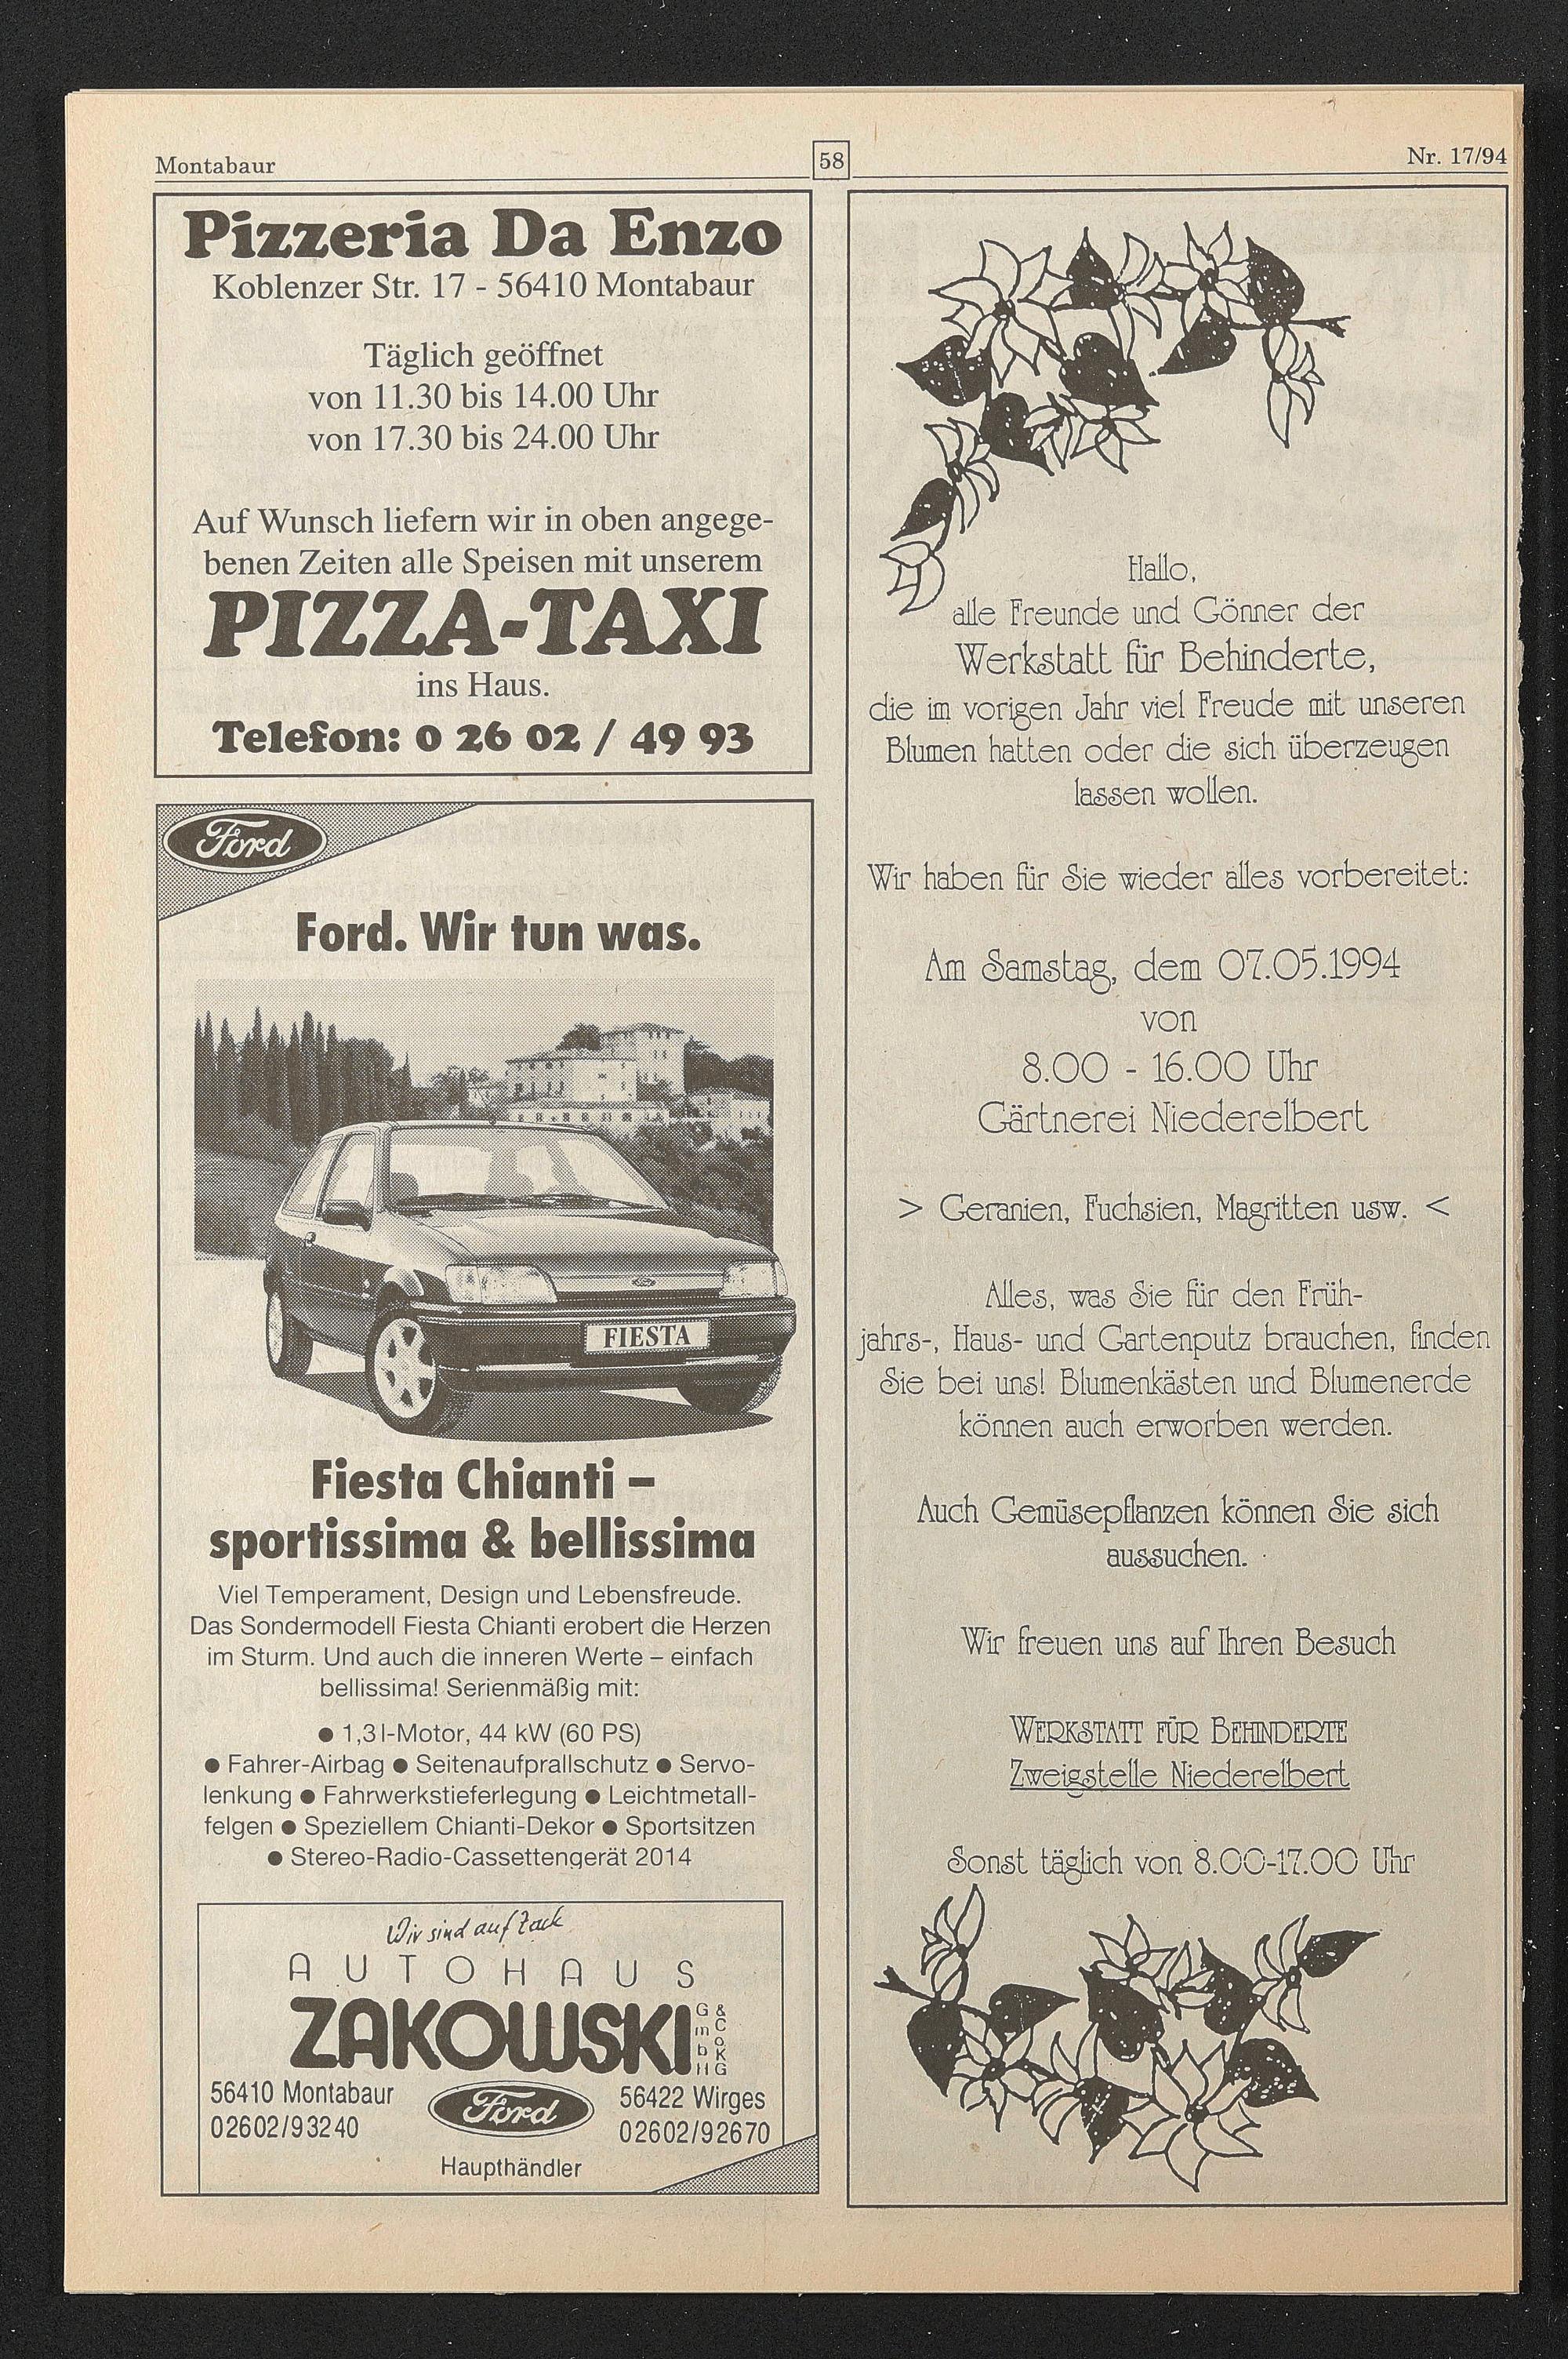 Montabaur
58
Nr. 17/94
Pizzeria Da Enzo
Koblenzer Str. 17 - 56410 Montabaur
Täglich geöffnet
von 11.30 bis 14.00 Uhr
von 17.30 bis 24.00 Uhr
Auf Wunsch liefern wir in oben angege-
benen Zeiten alle Speisen mit unserem
PIZZA-TAXI
ins Haus.
Telefon: 0 26 02 / 49 93
Ford
Ford. Wir tun was.
FIESTA
Fiesta Chianti –
sportissima & bellissima
Viel Temperament, Design und Lebensfreude.
Das Sondermodell Fiesta Chianti erobert die Herzen
im Sturm. Und auch die inneren Werte – einfach
bellissima! Serienmäßig mit:
● 1,3 l-Motor, 44 kW (60 PS)
● Fahrer-Airbag ● Seitenaufprallschutz ● Servo-
lenkung ● Fahrwerkstieferlegung ● Leichtmetall-
felgen ● Speziellem Chianti-Dekor ● Sportsitzen
● Stereo-Radio-Cassettengerät 2014
Wir sind auf Zack
AUTOHAUS
ZAKOWSKI GmbH & Co KG
56410 Montabaur
02602/93240
Ford
56422 Wirges
02602/92670
Haupthändler
Hallo,
alle Freunde und Gönner der
Werkstatt für Behinderte,
die im vorigen Jahr viel Freude mit unseren
Blumen hatten oder die sich überzeugen
lassen wollen.
Wir haben für Sie wieder alles vorbereitet:
Am Samstag, dem 07.05.1994
von
8.00 - 16.00 Uhr
Gärtnerei Niederelbert
> Geranien, Fuchsien, Magritten usw. <
Alles, was Sie für den Früh-
jahrs-, Haus- und Gartenputz brauchen, finden
Sie bei uns! Blumenkästen und Blumenerde
können auch erworben werden.
Auch Gemüsepflanzen können Sie sich
aussuchen.
Wir freuen uns auf Ihren Besuch
WERKSTATT FÜR BEHINDERTE
Zweigstelle Niederelbert
Sonst täglich von 8.00-17.00 Uhr